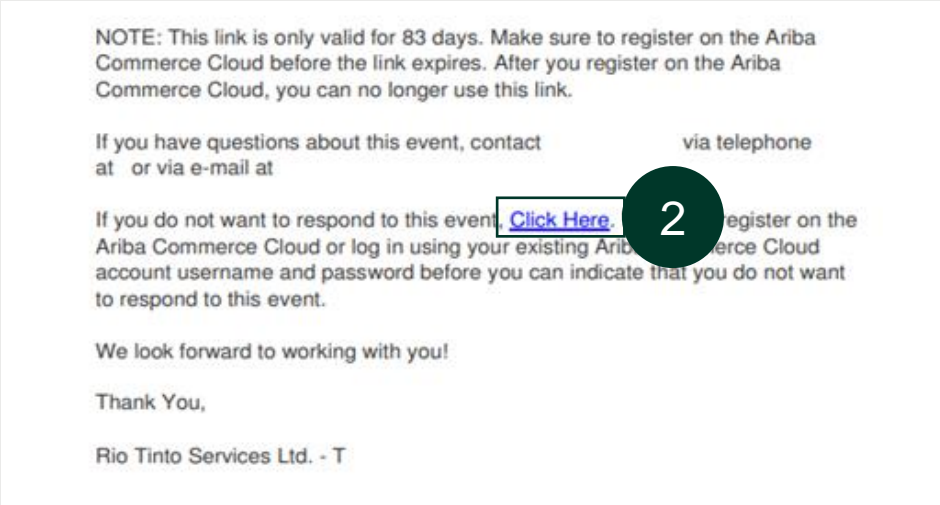 NOTE: This link is only valid for 83 days. Make sure to register on the Ariba
Commerce Cloud before the link expires. After you register on the Ariba
Commerce Cloud, you can no longer use this link.
If you have questions about this event, contact via telephone
at or via e-mail at
If you do not want to respond to this event, Click Here. 2 register on the
Ariba Commerce Cloud or log in using your existing Cloud
account username and password before you can indicate that you do not want
to respond to this event.
We look forward to working with you!
Thank You,
Rio Tinto Services Ltd. - T